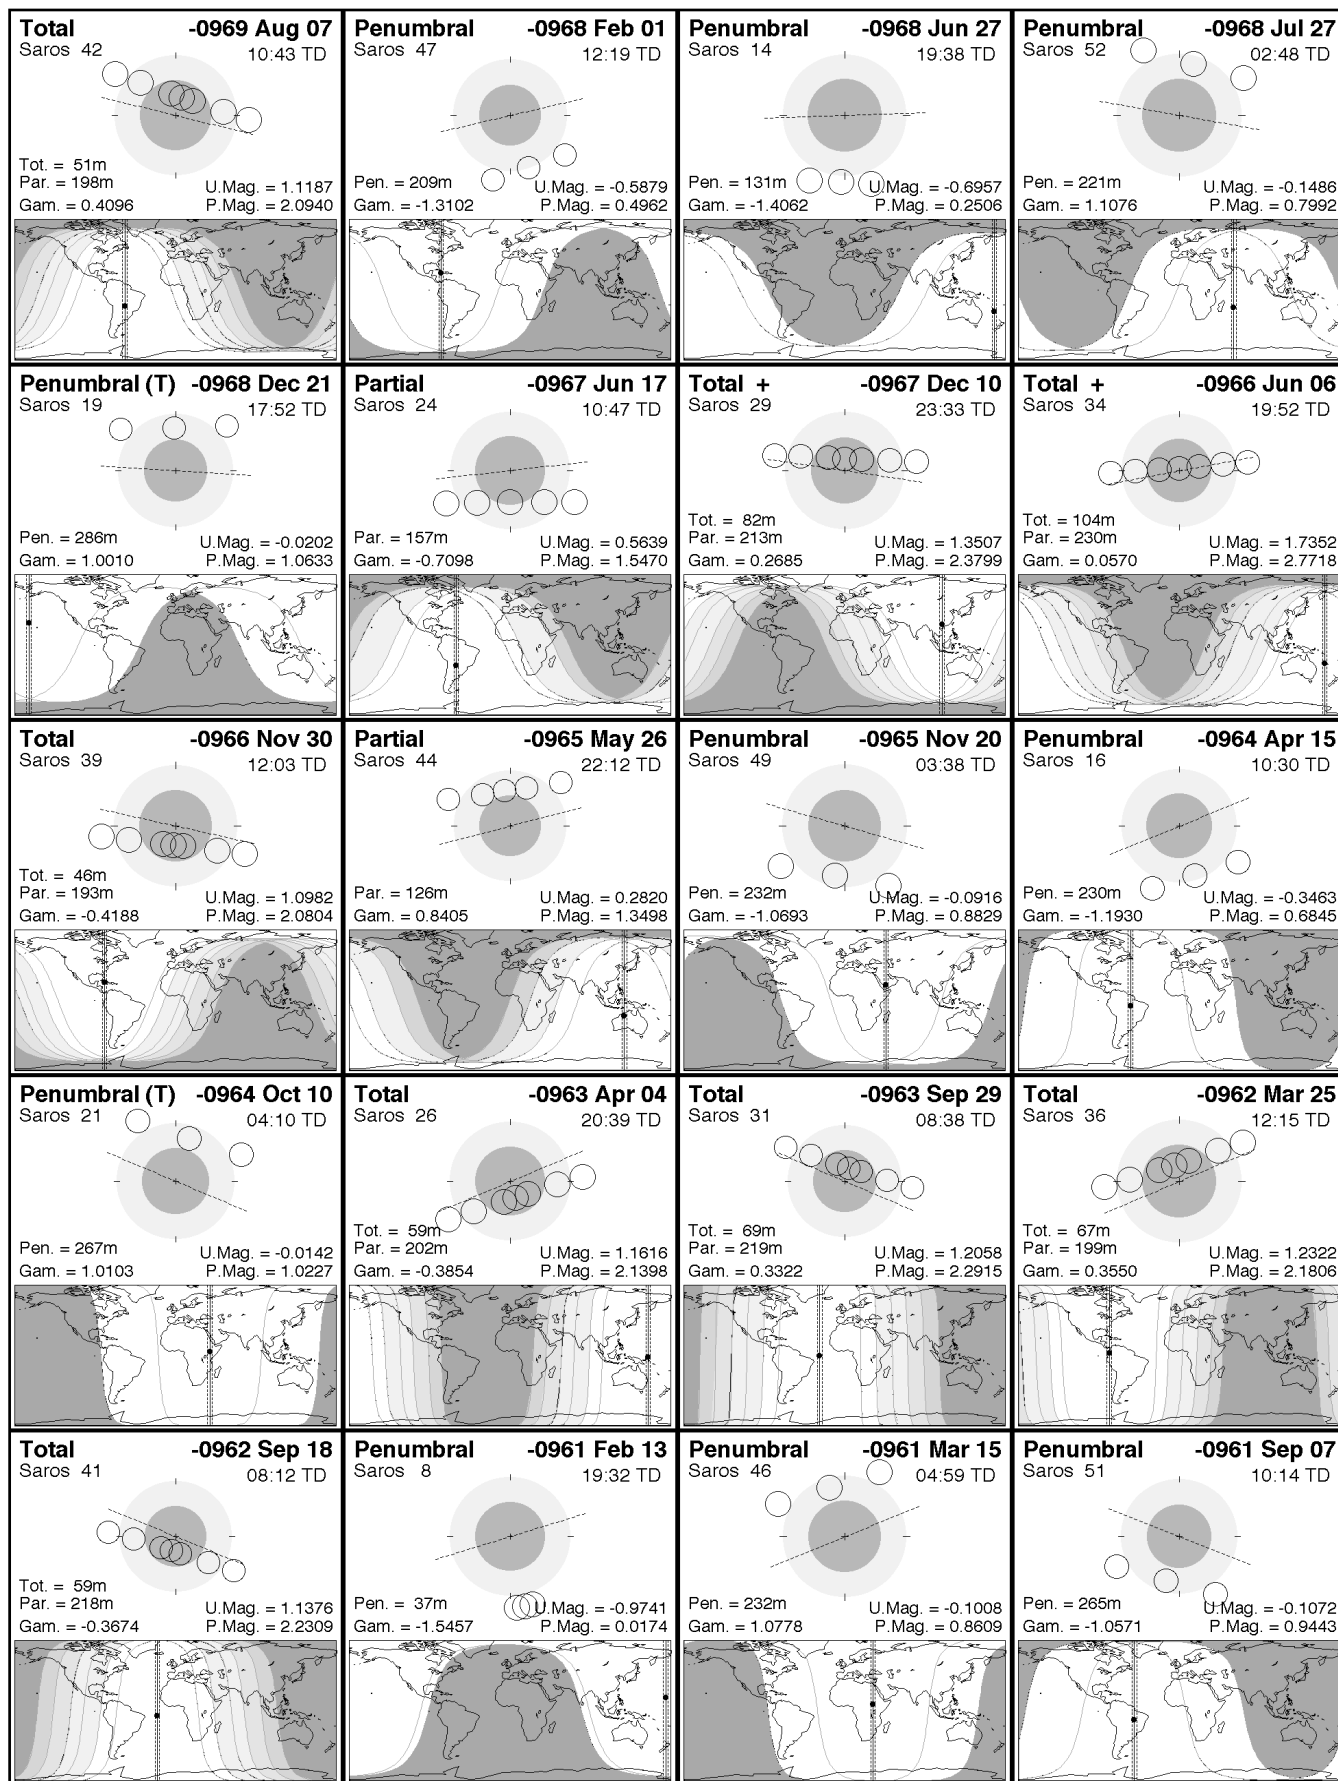 Total -0969 Aug 07
Saros 42 10:43 TD
Tot. = 51m
Par. = 198m U.Mag. = 1.1187
Gam. = 0.4096 P.Mag. = 2.0940
Penumbral -0968 Feb 01
Saros 47 12:19 TD
Pen. = 209m U.Mag. = -0.5879
Gam. = -1.3102 P.Mag. = 0.4962
Penumbral -0968 Jun 27
Saros 14 19:38 TD
Pen. = 131m U.Mag. = -0.6957
Gam. = -1.4062 P.Mag. = 0.2506
Penumbral -0968 Jul 27
Saros 52 02:48 TD
Pen. = 221m U.Mag. = -0.1486
Gam. = 1.1076 P.Mag. = 0.7992
Penumbral (T) -0968 Dec 21
Saros 19 17:52 TD
Pen. = 286m U.Mag. = -0.0202
Gam. = 1.0010 P.Mag. = 1.0633
Partial -0967 Jun 17
Saros 24 10:47 TD
Par. = 157m U.Mag. = 0.5639
Gam. = -0.7098 P.Mag. = 1.5470
Total + -0967 Dec 10
Saros 29 23:33 TD
Tot. = 82m
Par. = 213m U.Mag. = 1.3507
Gam. = 0.2685 P.Mag. = 2.3799
Total + -0966 Jun 06
Saros 34 19:52 TD
Tot. = 104m
Par. = 230m U.Mag. = 1.7352
Gam. = 0.0570 P.Mag. = 2.7718
Total -0966 Nov 30
Saros 39 12:03 TD
Tot. = 46m
Par. = 193m U.Mag. = 1.0982
Gam. = -0.4188 P.Mag. = 2.0804
Partial -0965 May 26
Saros 44 22:12 TD
Par. = 126m U.Mag. = 0.2820
Gam. = 0.8405 P.Mag. = 1.3498
Penumbral -0965 Nov 20
Saros 49 03:38 TD
Pen. = 232m U.Mag. = -0.0916
Gam. = -1.0693 P.Mag. = 0.8829
Penumbral -0964 Apr 15
Saros 16 10:30 TD
Pen. = 230m U.Mag. = -0.3463
Gam. = -1.1930 P.Mag. = 0.6845
Penumbral (T) -0964 Oct 10
Saros 21 04:10 TD
Pen. = 267m U.Mag. = -0.0142
Gam. = 1.0103 P.Mag. = 1.0227
Total -0963 Apr 04
Saros 26 20:39 TD
Tot. = 59m
Par. = 202m U.Mag. = 1.1616
Gam. = -0.3854 P.Mag. = 2.1398
Total -0963 Sep 29
Saros 31 08:38 TD
Tot. = 69m
Par. = 219m U.Mag. = 1.2058
Gam. = 0.3322 P.Mag. = 2.2915
Total -0962 Mar 25
Saros 36 12:15 TD
Tot. = 67m
Par. = 199m U.Mag. = 1.2322
Gam. = 0.3550 P.Mag. = 2.1806
Total -0962 Sep 18
Saros 41 08:12 TD
Tot. = 59m
Par. = 218m U.Mag. = 1.1376
Gam. = -0.3674 P.Mag. = 2.2309
Penumbral -0961 Feb 13
Saros 8 19:32 TD
Pen. = 37m U.Mag. = -0.9741
Gam. = -1.5457 P.Mag. = 0.0174
Penumbral -0961 Mar 15
Saros 46 04:59 TD
Pen. = 232m U.Mag. = -0.1008
Gam. = 1.0778 P.Mag. = 0.8609
Penumbral -0961 Sep 07
Saros 51 10:14 TD
Pen. = 265m U.Mag. = -0.1072
Gam. = -1.0571 P.Mag. = 0.9443